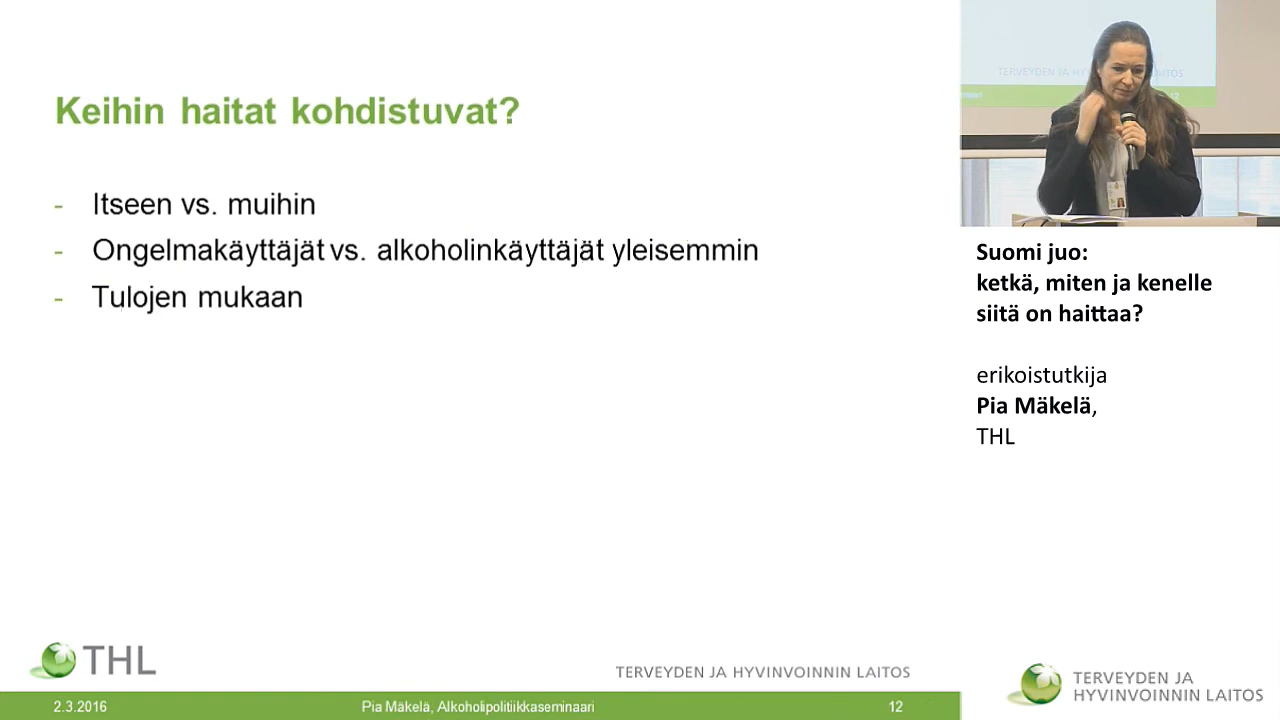 Keihin haitat kohdistuvat?
- Itseen vs. muihin
- Ongelmakäyttäjät vs. alkoholinkäyttäjät yleisemmin
- Tulojen mukaan
THL
TERVEYDEN JA HYVINVOINNIN LAITOS
2.3.2016
Pia Mäkelä, Alkoholipolitiikkaseminaari
12
Suomi juo:
ketkä, miten ja kenelle
siitä on haittaa?
erikoistutkija
Pia Mäkelä,
THL
TERVEYDEN JA
HYVINVOINNIN LAITOS